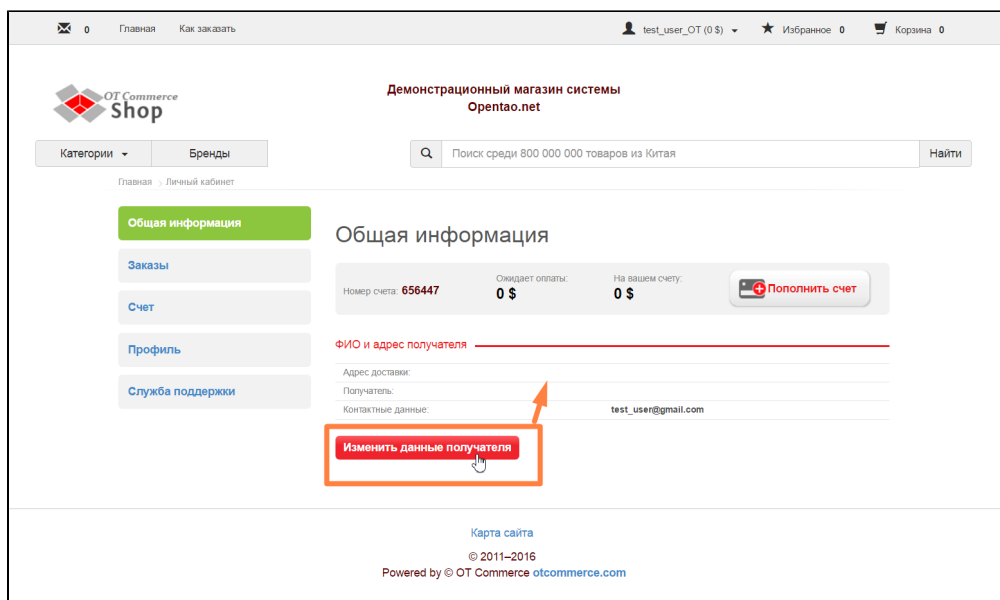 0 Главная Как заказать test_user_OT (0 $) Избранное 0 Корзина 0
OT Commerce
Shop
Демонстрационный магазин системы
Opentao.net
Категории Бренды Поиск среди 800 000 000 товаров из Китая Найти
Главная > Личный кабинет
Общая информация
Заказы
Счет
Профиль
Служба поддержки
Общая информация
Номер счета: 656447
Ожидает оплаты:
0 $
На вашем счету:
0 $
Пополнить счет
ФИО и адрес получателя
Адрес доставки:
Получатель:
Контактные данные: test_user@gmail.com
Изменить данные получателя
Карта сайта
© 2011–2016
Powered by © OT Commerce otcommerce.com